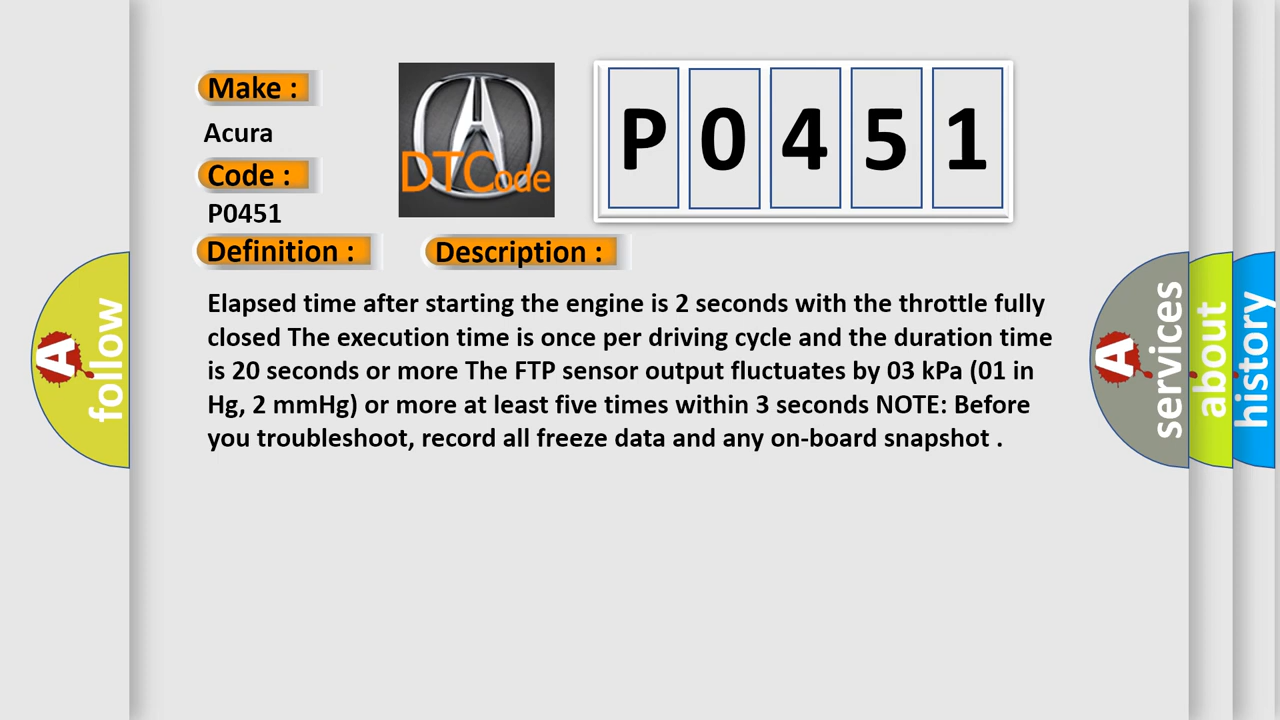 Make :
Acura
Code :
P0451
Definition :
Description :
DTCode
P0451
Elapsed time after starting the engine is 2 seconds with the throttle fully
closed The execution time is once per driving cycle and the duration time
is 20 seconds or more The FTP sensor output fluctuates by 03 kPa (01 in
Hg, 2 mmHg) or more at least five times within 3 seconds NOTE: Before
you troubleshoot, record all freeze data and any on-board snapshot .
A follow
A services
about
history